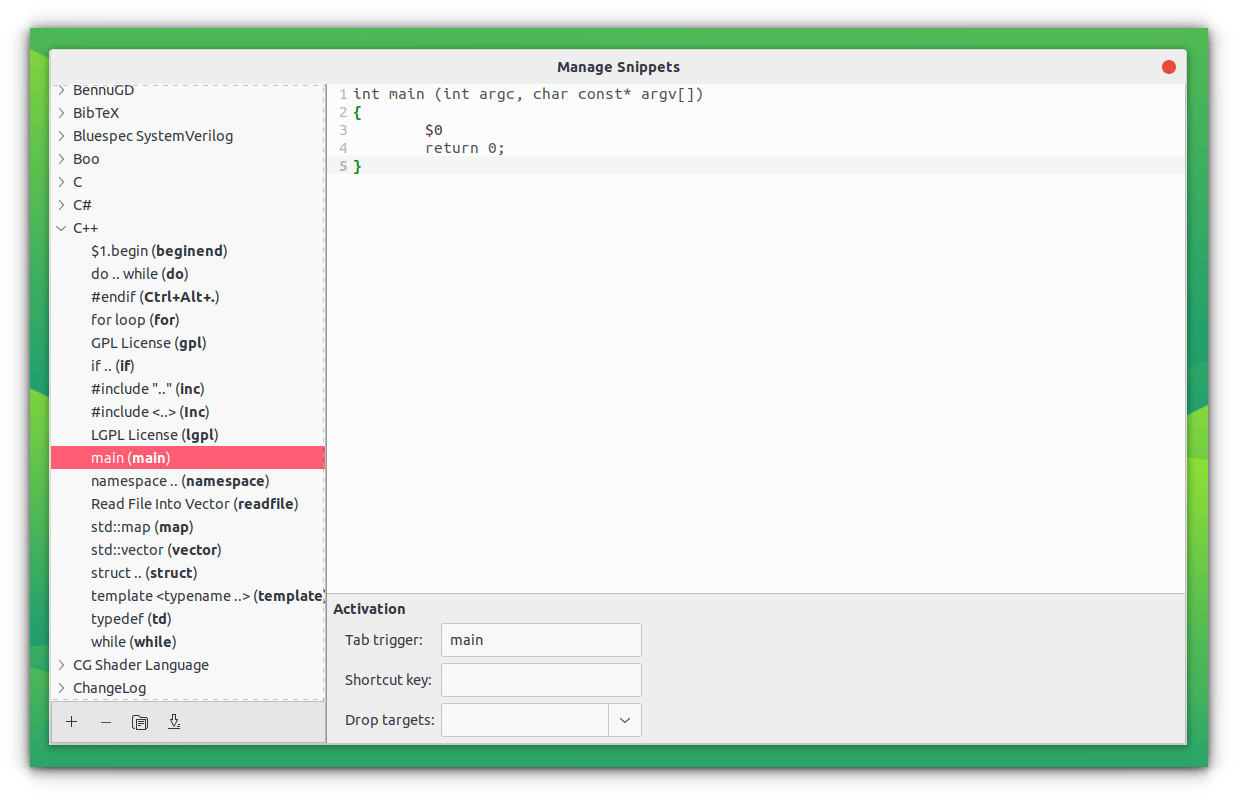 Manage Snippets
BennuGD
BibTeX
Bluespec SystemVerilog
Boo
C
C#
C++
$1.begin (beginend)
do .. while (do)
#endif (Ctrl+Alt+.)
for loop (for)
GPL License (gpl)
if .. (if)
#include ".." (inc)
#include <..> (Inc)
LGPL License (lgpl)
main (main)
namespace .. (namespace)
Read File Into Vector (readfile)
std::map (map)
std::vector (vector)
struct .. (struct)
template <typename ..> (template)
typedef (td)
while (while)
CG Shader Language
ChangeLog
1 int main (int argc, char const* argv[])
2 {
3 $0
4 return 0;
5 }
Activation
Tab trigger: main
Shortcut key:
Drop targets: